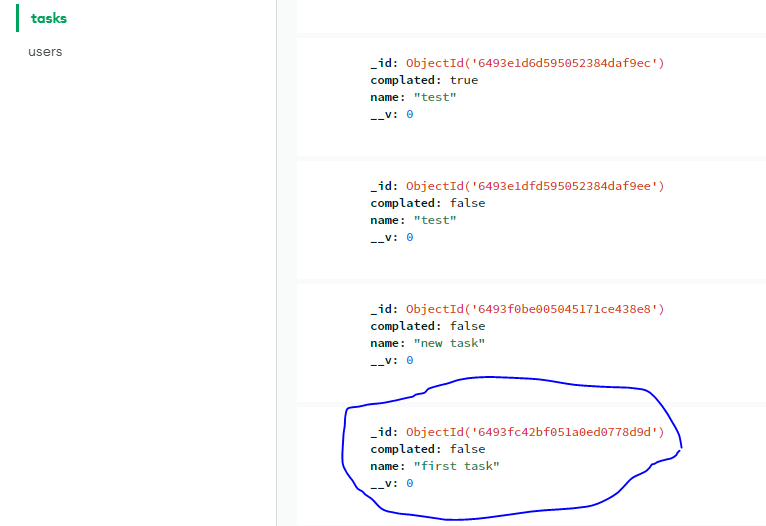 tasks
users
_id: ObjectId('6493e1d6d595052384daf9ec')
complated: true
name: "test"
__v: 0
_id: ObjectId('6493e1dfd595052384daf9ee')
complated: false
name: "test"
__v: 0
_id: ObjectId('6493f0be005045171ce438e8')
complated: false
name: "new task"
__v: 0
_id: ObjectId('6493fc42bf051a0ed0778d9d')
complated: false
name: "first task"
__v: 0